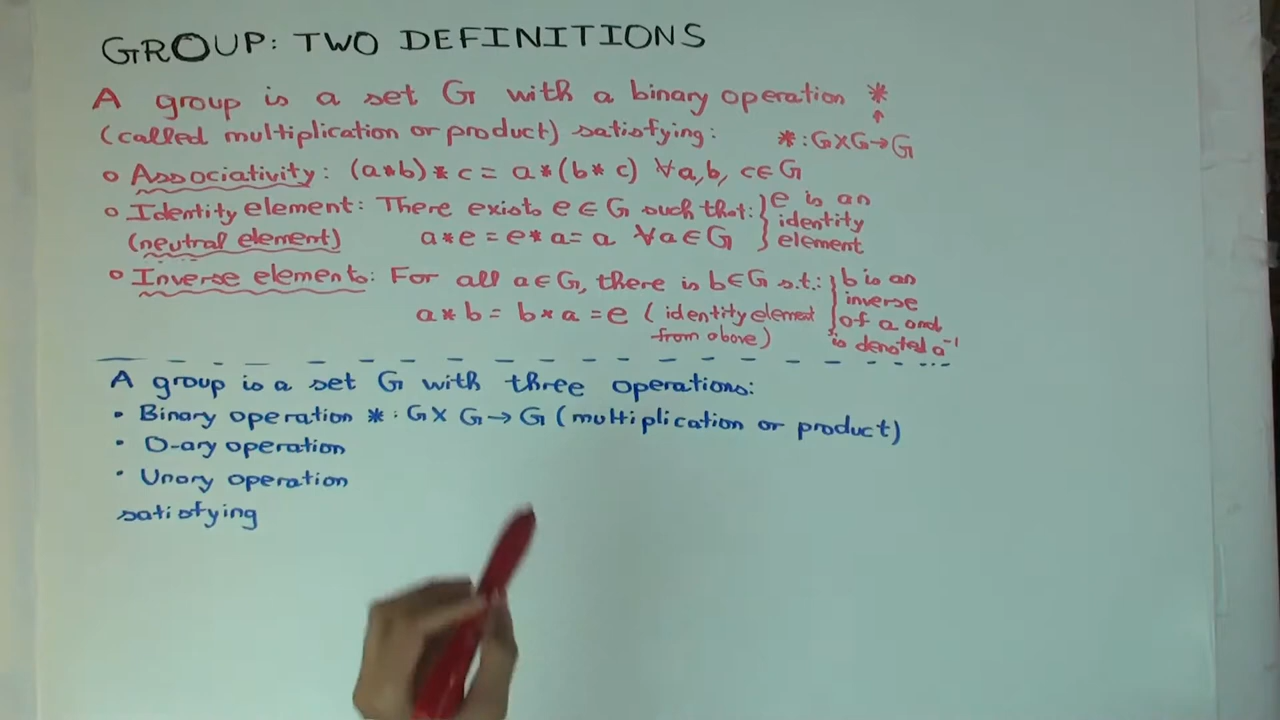 GROUP: TWO DEFINITIONS
A group is a set G with a binary operation *
(called multiplication or product) satisfying: *: G×G→G
○ Associativity: (a*b)*c = a*(b*c) ∀a,b,c∈G
○ Identity element: There exists e∈G such that: } e is an
(neutral element) a*e = e*a = a ∀a∈G } identity element
○ Inverse elements: For all a∈G, there is b∈G s.t.: } b is an
a*b = b*a = e (identity element from above) } inverse of a and is denoted a⁻¹
A group is a set G with three operations:
• Binary operation *: G×G→G (multiplication or product)
• 0-ary operation
• Unary operation
satisfying